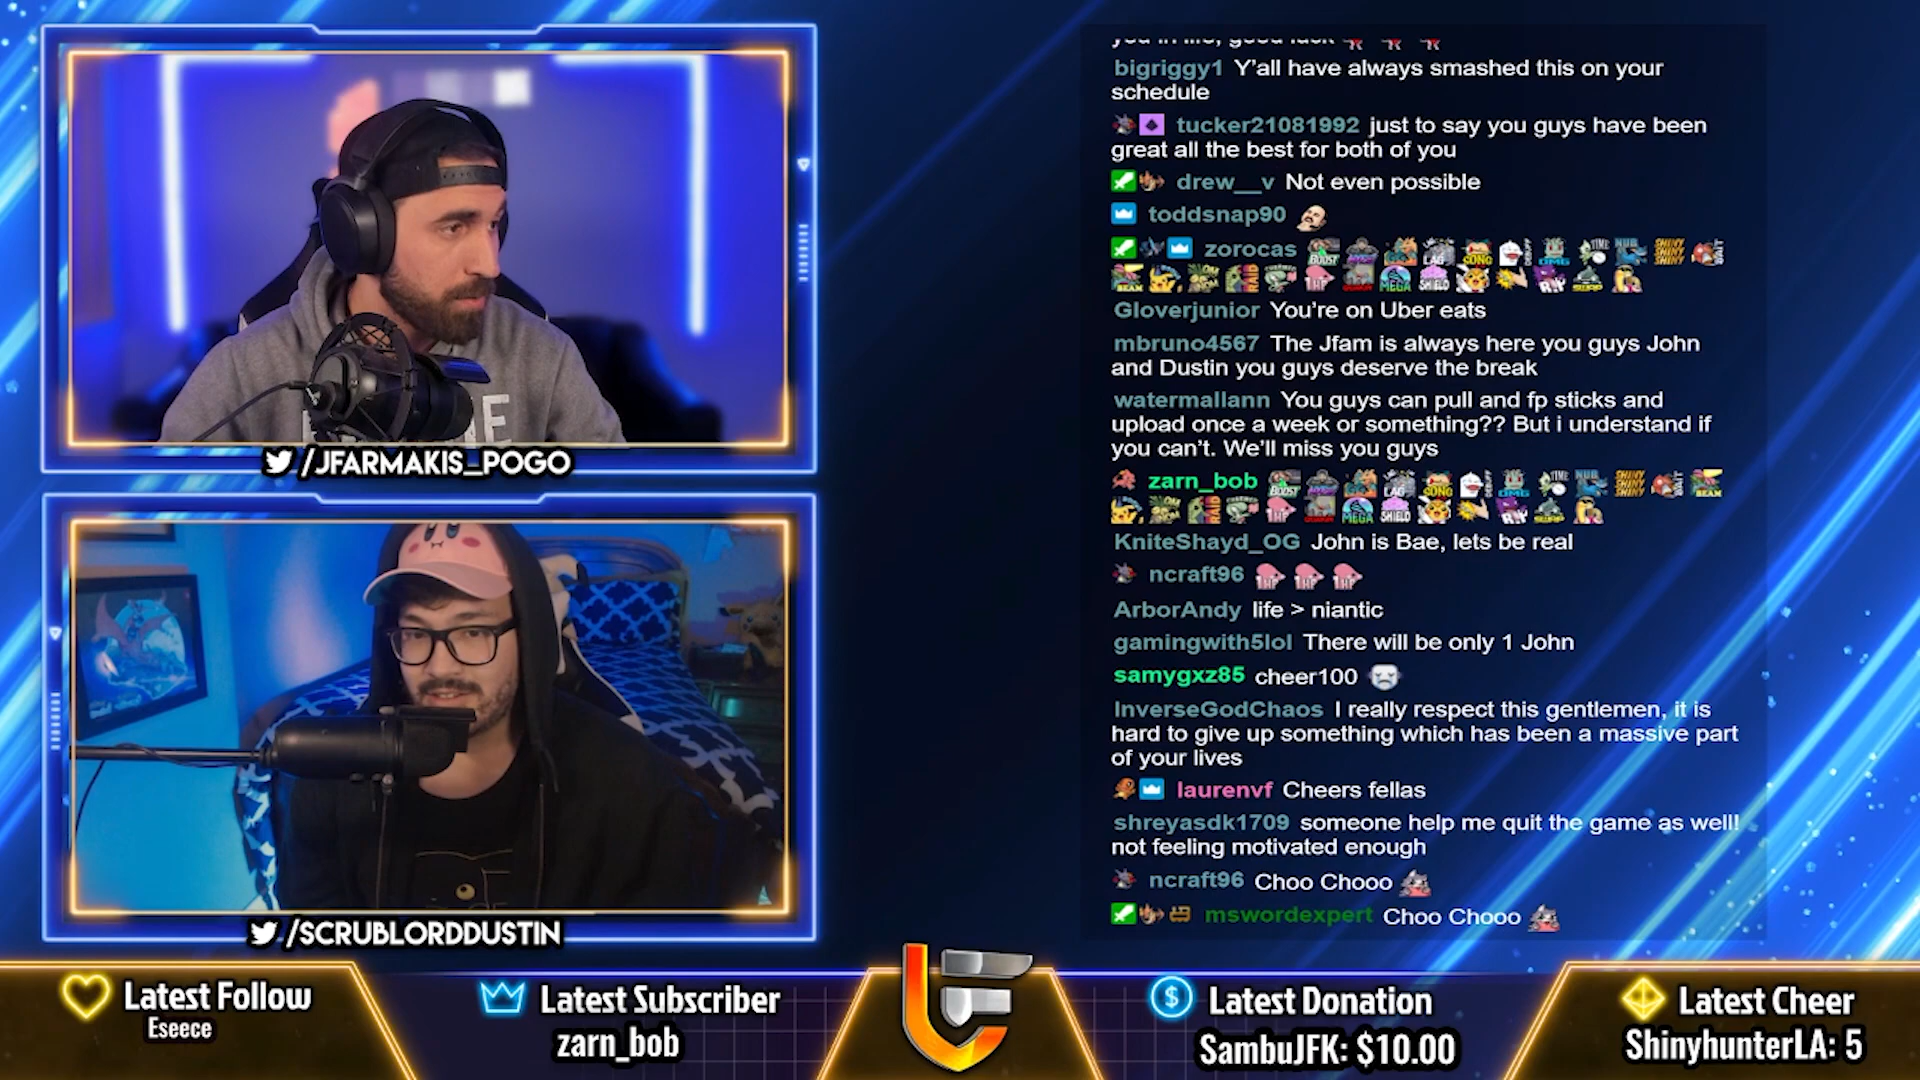 /JFARMAKIS_POGO
/SCRUBLORDDUSTIN
you in life, good luck
bigriggy1 Y'all have always smashed this on your
schedule
tucker21081992 just to say you guys have been
great all the best for both of you
drew__v Not even possible
toddsnap90
zorocas
Gloverjunior You're on Uber eats
mbruno4567 The Jfam is always here you guys John
and Dustin you guys deserve the break
watermallann You guys can pull and fp sticks and
upload once a week or something?? But i understand if
you can't. We'll miss you guys
zarn_bob
KniteShayd_OG John is Bae, lets be real
ncraft96
ArborAndy life > niantic
gamingwith5lol There will be only 1 John
samygxz85 cheer100
InverseGodChaos I really respect this gentlemen, it is
hard to give up something which has been a massive part
of your lives
laurenvf Cheers fellas
shreyasdk1709 someone help me quit the game as well!
not feeling motivated enough
ncraft96 Choo Chooo
mswordexpert Choo Chooo
Latest Follow
Eseece
Latest Subscriber
zarn_bob
Latest Donation
SambuJFK: $10.00
Latest Cheer
ShinyhunterLA: 5